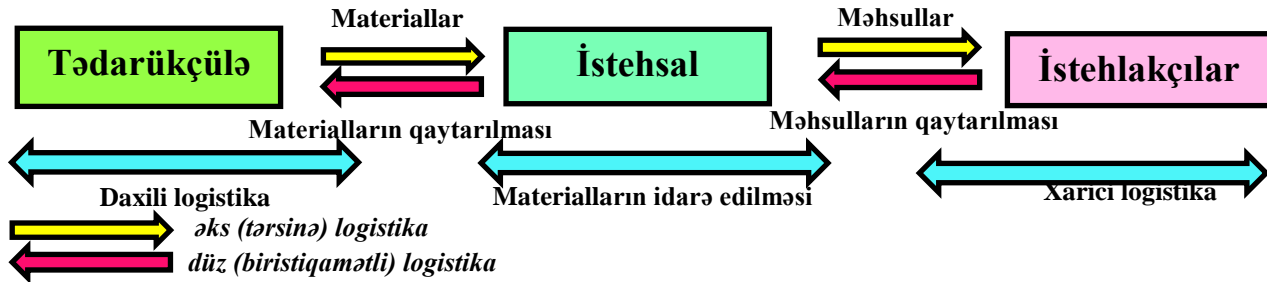 Materiallar
Məhsullar
Tədarükçülə
İstehsal
İstehlakçılar
Materialların qaytarılması
Məhsulların qaytarılması
Daxili logistika
Materialların idarə edilməsi
Xarici logistika
əks (tərsinə) logistika
düz (biristiqamətli) logistika